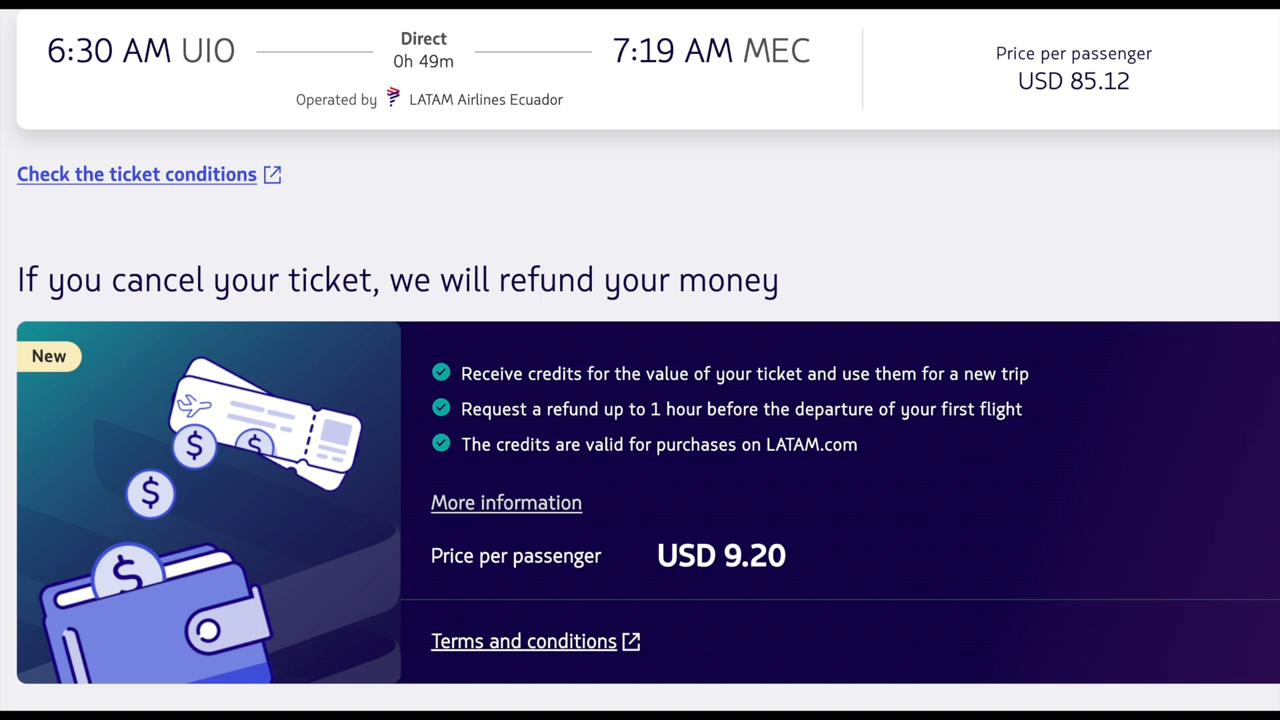 6:30 AM UIO
Direct
0h 49m
7:19 AM MEC
Operated by LATAM Airlines Ecuador
Price per passenger
USD 85.12
Check the ticket conditions
If you cancel your ticket, we will refund your money
New
Receive credits for the value of your ticket and use them for a new trip
Request a refund up to 1 hour before the departure of your first flight
The credits are valid for purchases on LATAM.com
More information
Price per passenger USD 9.20
Terms and conditions
$
$
$
$